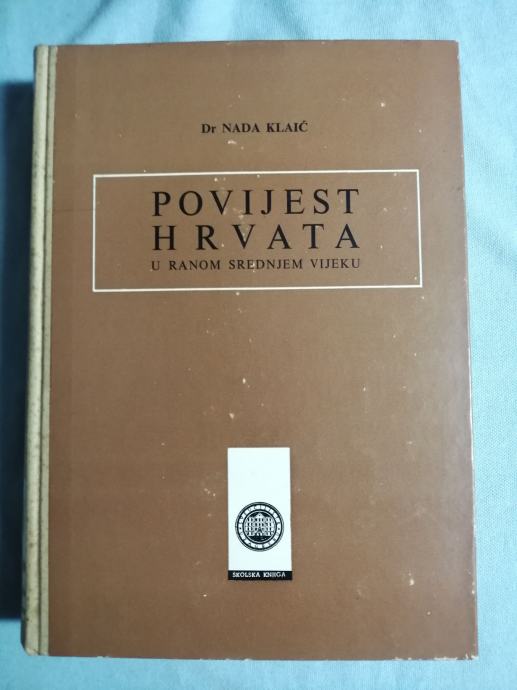 Dr NADA KLAIĆ
POVIJEST
HRVATA
U RANOM SREDNJEM VIJEKU
ŠKOLSKA KNJIGA